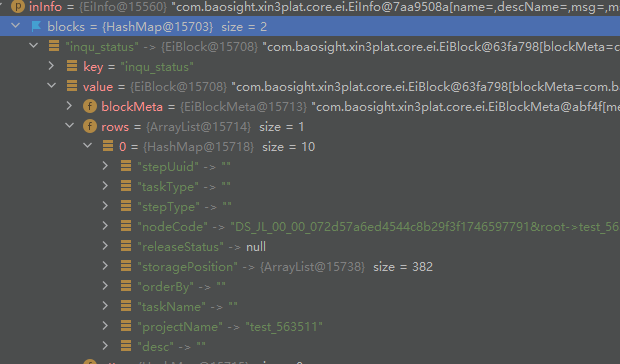 inInfo = {EiInfo@15560} "com.baosight.xin3plat.core.ei.EiInfo@7aa9508a[name=,descName=,msg=,m
blocks = {HashMap@15703} size = 2
"inqu_status" -> {EiBlock@15708} "com.baosight.xin3plat.core.ei.EiBlock@63fa798[blockMeta=c
key = "inqu_status"
value = {EiBlock@15708} "com.baosight.xin3plat.core.ei.EiBlock@63fa798[blockMeta=com.b
blockMeta = {EiBlockMeta@15713} "com.baosight.xin3plat.core.ei.EiBlockMeta@abf4f[me
rows = {ArrayList@15714} size = 1
0 = {HashMap@15718} size = 10
"stepUuid" -> ""
"taskType" -> ""
"stepType" -> ""
"nodeCode" -> "DS_JL_00_00_072d57a6ed4544c8b29f3f1746597791&root->test_56
"releaseStatus" -> null
"storagePosition" -> {ArrayList@15738} size = 382
"orderBy" -> ""
"taskName" -> ""
"projectName" -> "test_563511"
"desc" -> ""